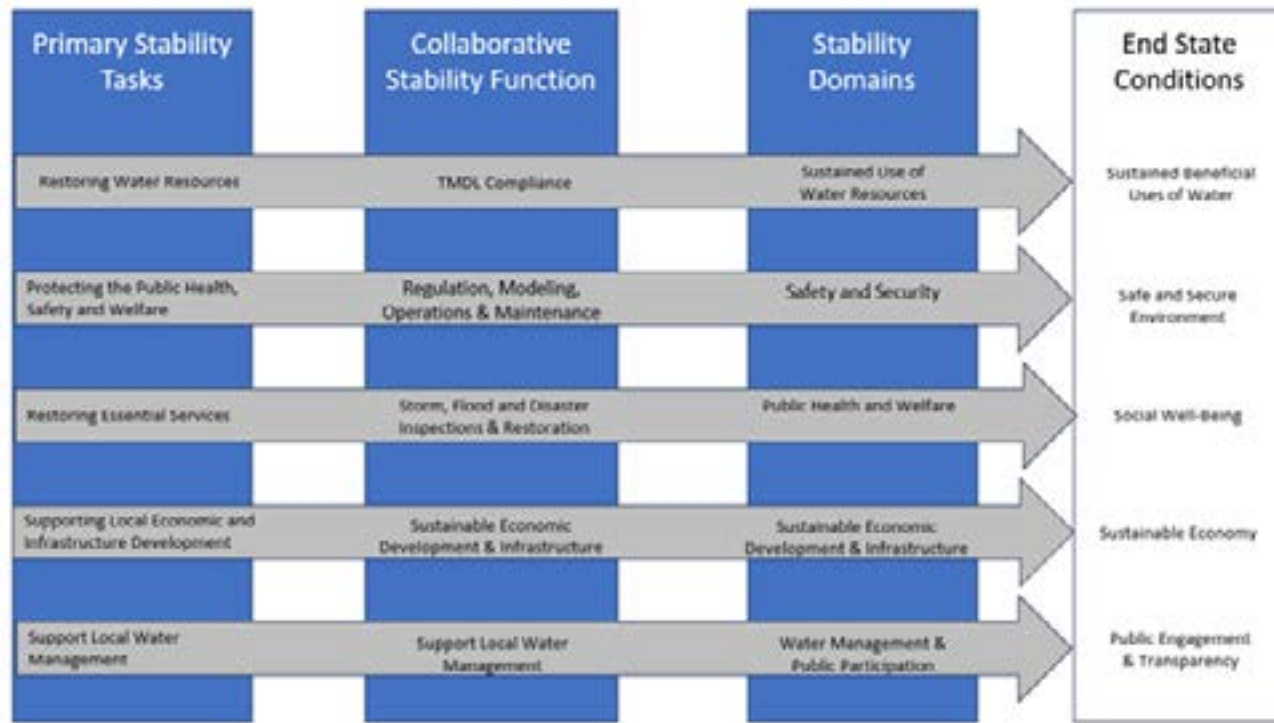 Primary Stability
Tasks
Collaborative
Stability Function
Stability
Domains
End State
Conditions
Restoring Water Resources
TMDL Compliance
Sustained Use of
Water Resources
Sustained Beneficial
Uses of Water
Protecting the Public Health,
Safety and Welfare
Regulation, Modeling,
Operations & Maintenance
Safety and Security
Safe and Secure
Environment
Restoring Essential Services
Storm, Flood and Disaster
Inspections & Restoration
Public Health and Welfare
Social Well-Being
Supporting Local Economic and
Infrastructure Development
Sustainable Economic
Development & Infrastructure
Sustainable Economic
Development & Infrastructure
Sustainable Economy
Support Local Water
Management
Support Local Water
Management
Water Management &
Public Participation
Public Engagement
& Transparency